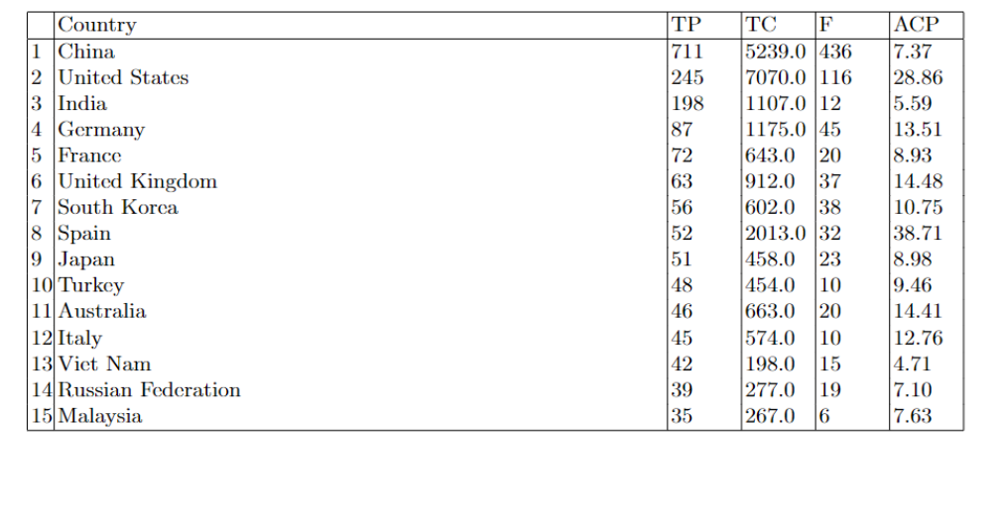 Country TP TC F ACP
1 China 711 5239.0 436 7.37
2 United States 245 7070.0 116 28.86
3 India 198 1107.0 12 5.59
4 Germany 87 1175.0 45 13.51
5 France 72 643.0 20 8.93
6 United Kingdom 63 912.0 37 14.48
7 South Korea 56 602.0 38 10.75
8 Spain 52 2013.0 32 38.71
9 Japan 51 458.0 23 8.98
10 Turkey 48 454.0 10 9.46
11 Australia 46 663.0 20 14.41
12 Italy 45 574.0 10 12.76
13 Viet Nam 42 198.0 15 4.71
14 Russian Federation 39 277.0 19 7.10
15 Malaysia 35 267.0 6 7.63